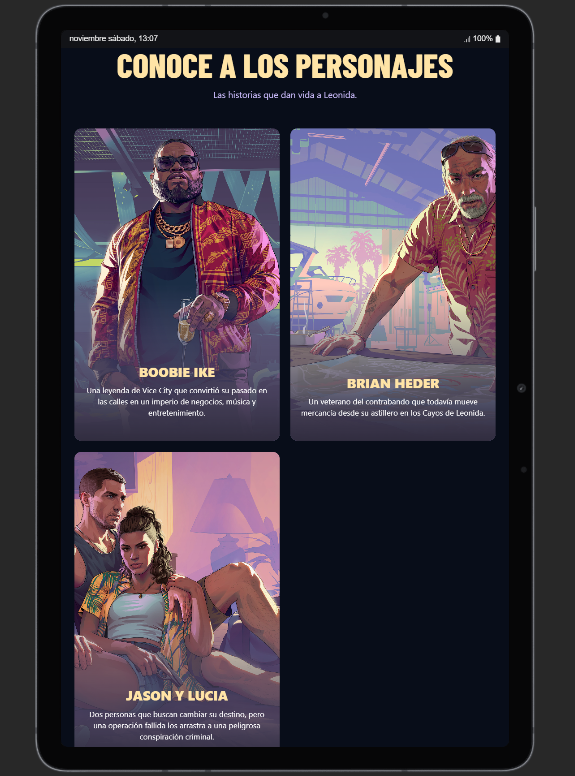 noviembre sábado, 13:07
100%
CONOCE A LOS PERSONAJES
Las historias que dan vida a Leonida.
BOOBIE IKE
Una leyenda de Vice City que convirtió su pasado en
las calles en un imperio de negocios, música y
entretenimiento.
BRIAN HEDER
Un veterano del contrabando que todavía mueve
mercancía desde su astillero en los Cayos de Leonida.
JASON Y LUCIA
Dos personas que buscan cambiar su destino, pero
una operación fallida los arrastra a una peligrosa
conspiración criminal.